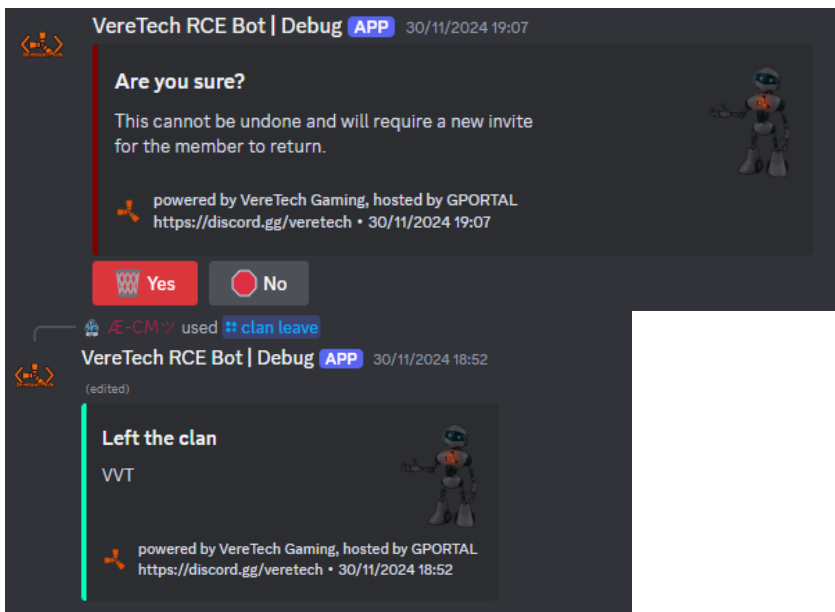 VereTech RCE Bot | Debug APP 30/11/2024 19:07
Are you sure?
This cannot be undone and will require a new invite
for the member to return.
powered by VereTech Gaming, hosted by GPORTAL
https://discord.gg/veretech • 30/11/2024 19:07
Yes No
Æ-CMツ used clan leave
VereTech RCE Bot | Debug APP 30/11/2024 18:52
(edited)
Left the clan
VVT
powered by VereTech Gaming, hosted by GPORTAL
https://discord.gg/veretech • 30/11/2024 18:52